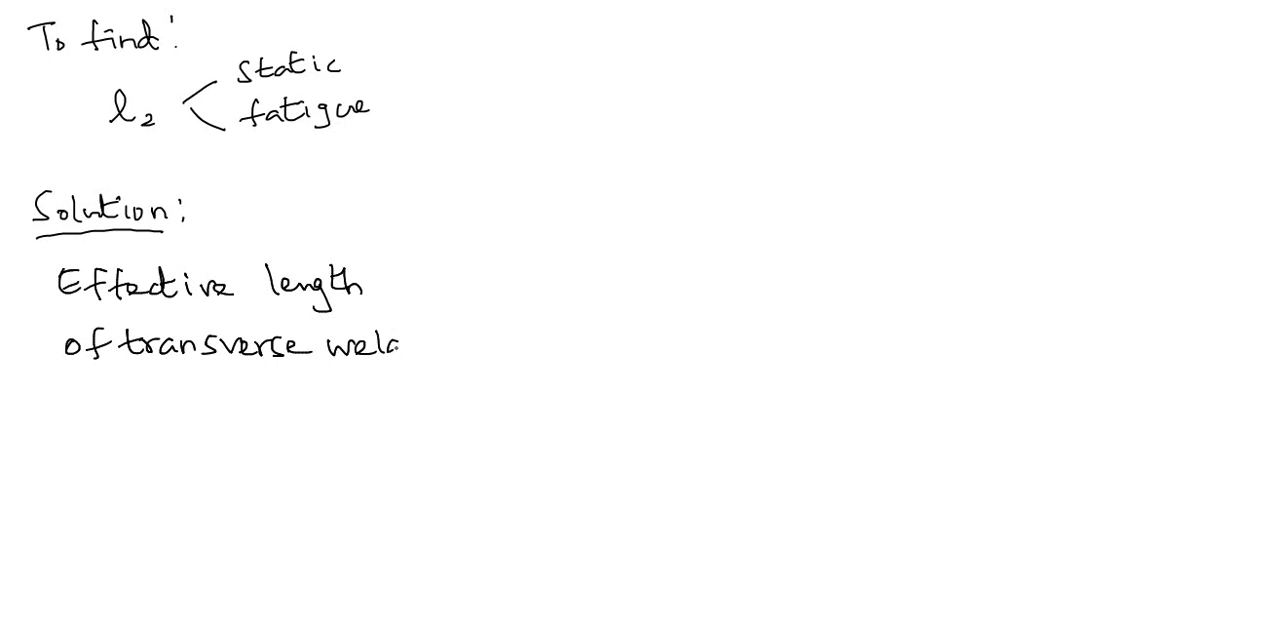 To find:
static
l2 < fatigue
Solution:
Effective length
of transverse weld